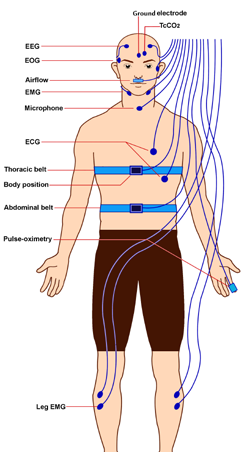 Ground electrode
TcCO2
EEG
EOG
Airflow
EMG
Microphone
ECG
Thoracic belt
Body position
Abdominal belt
Pulse-oximetry
Leg EMG